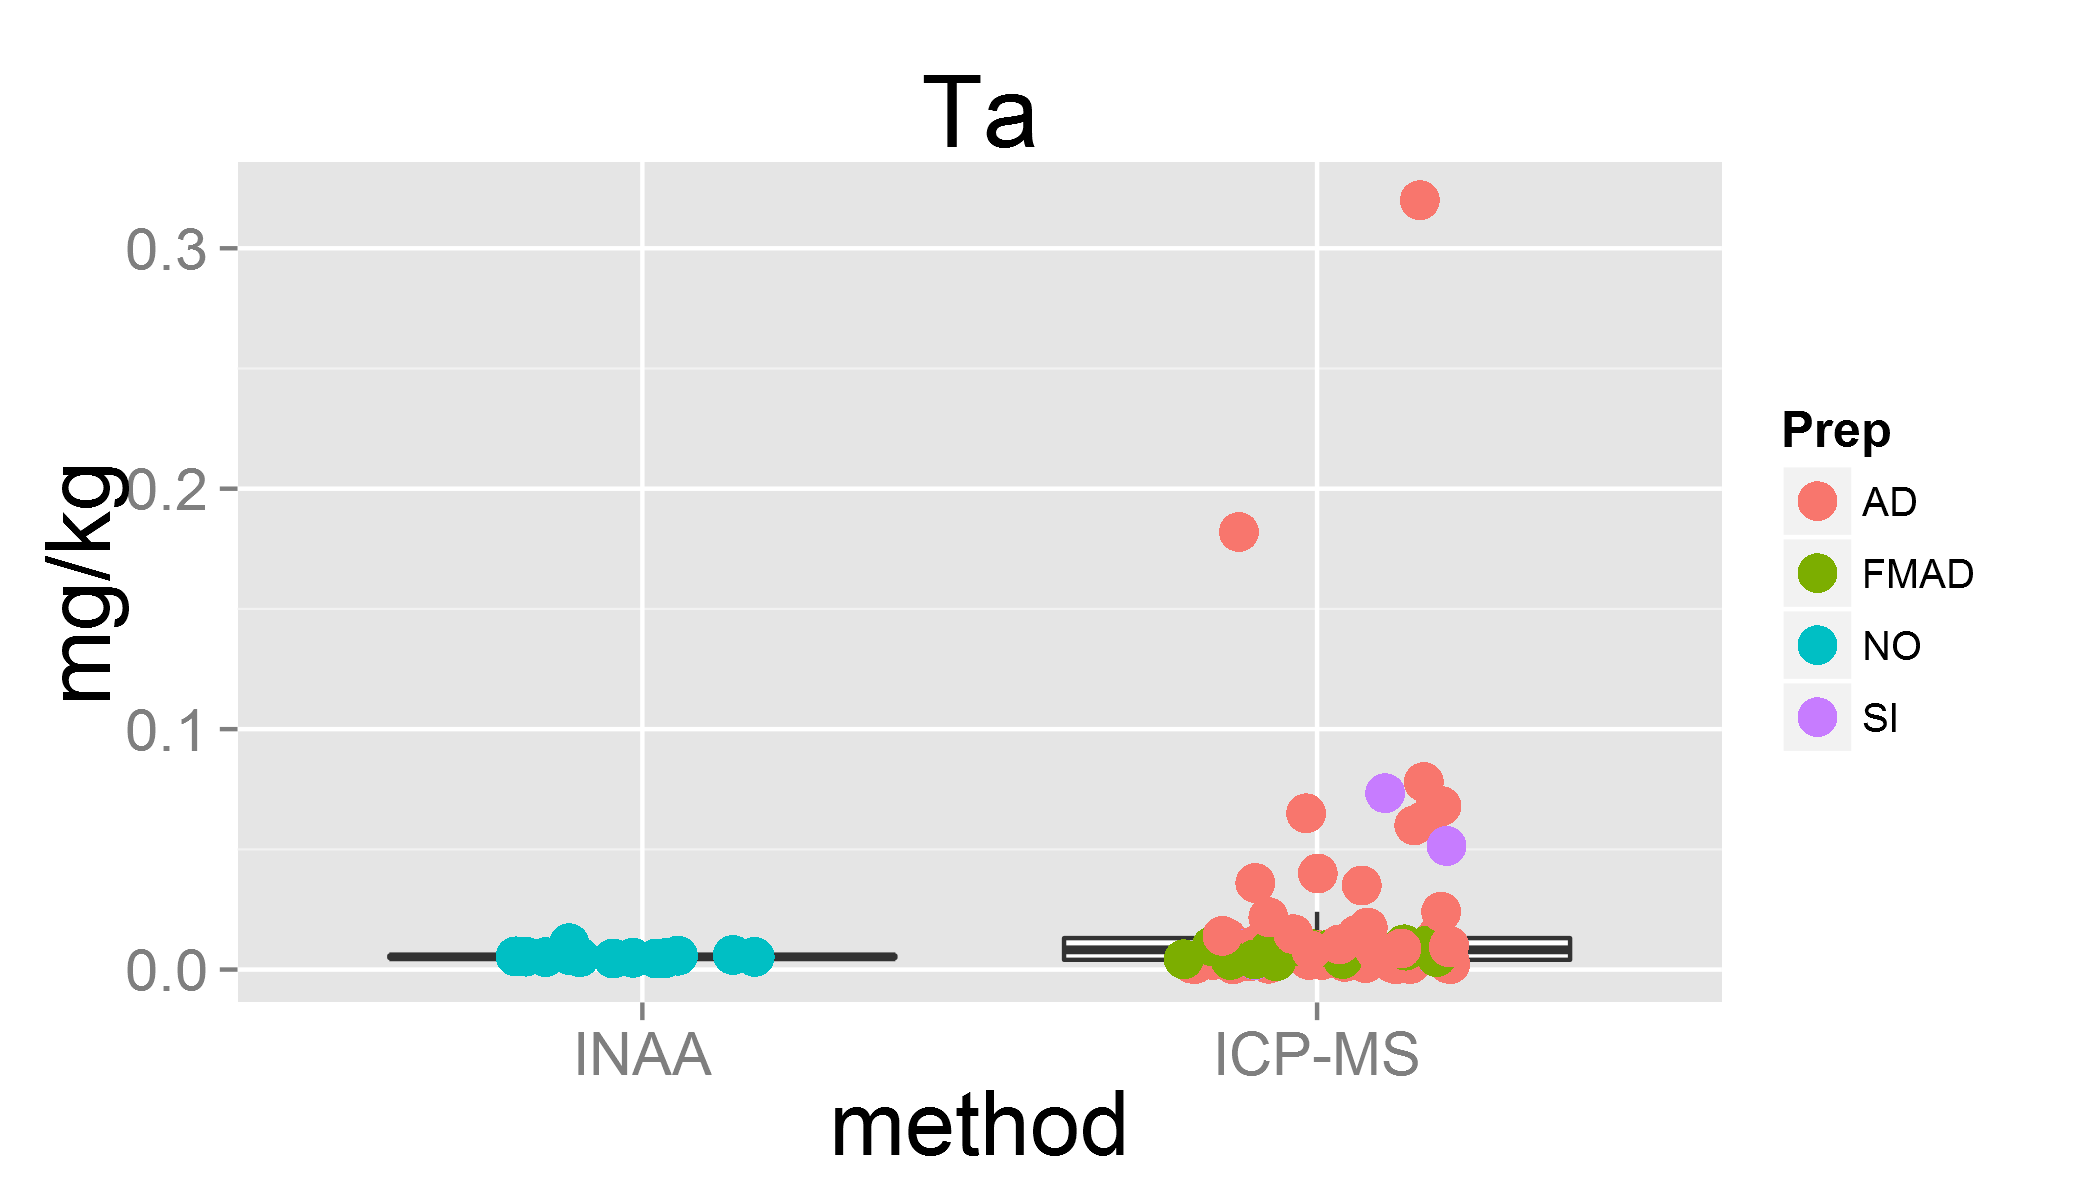 Ta
mg/kg
0.3
0.2
0.1
0.0
INAA
ICP-MS
method
Prep
AD
FMAD
NO
SI